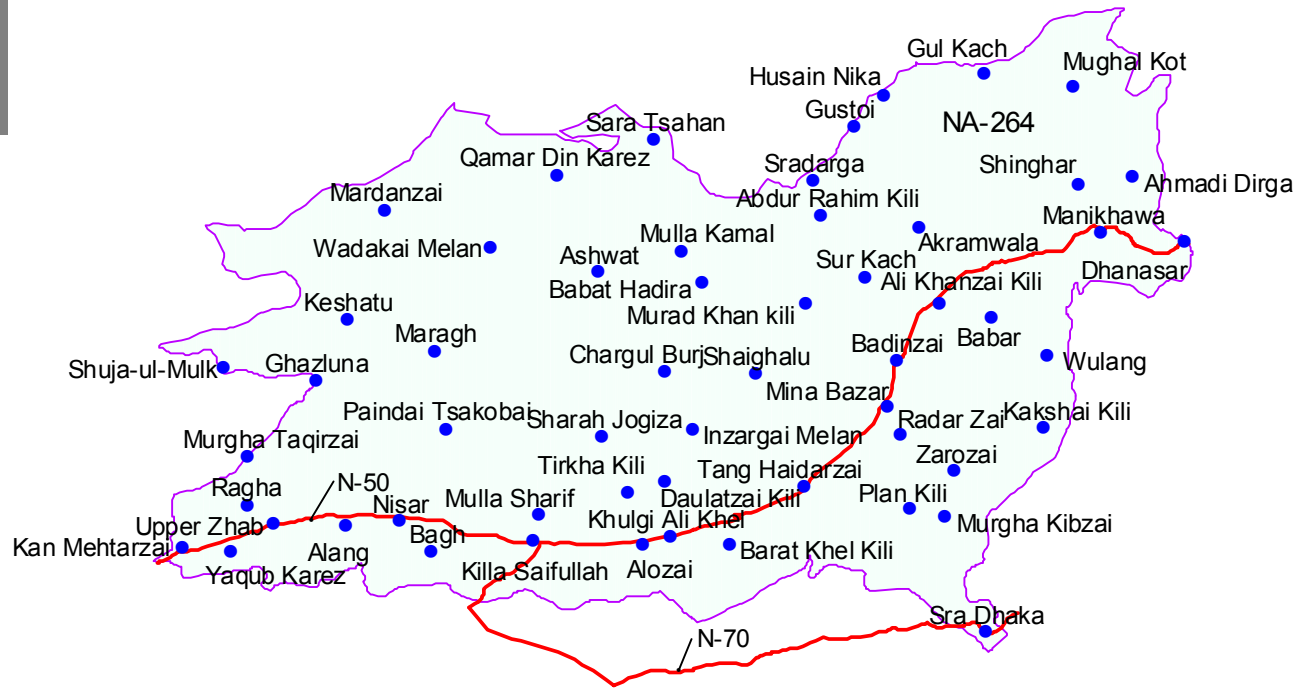 Gul Kach
Mughal Kot
Husain Nika
Gustoi
NA-264
Sara Tsahan
Qamar Din Karez
Sradarga
Shinghar
Ahmadi Dirga
Mardanzai
Abdur Rahim Kili
Manikhawa
Wadakai Melan
Mulla Kamal
Akramwala
Ashwat
Sur Kach
Dhanasar
Babat Hadira
Ali Khanzai Kili
Keshatu
Murad Khan kili
Maragh
Babar
Shuja-ul-Mulk
Ghazluna
Chargul Burj
Shaighalu
Badinzai
Wulang
Mina Bazar
Paindai Tsakobai
Sharah Jogiza
Inzargai Melan
Radar Zai
Kakshai Kili
Murgha Taqirzai
Tirkha Kili
Tang Haidarzai
Zarozai
Ragha
N-50
Nisar
Mulla Sharif
Daulatzai Kili
Plan Kili
Upper Zhab
Khulgi Ali Khel
Murgha Kibzai
Kan Mehtarzai
Alang
Bagh
Barat Khel Kili
Yaqub Karez
Killa Saifullah
Alozai
Sra Dhaka
N-70